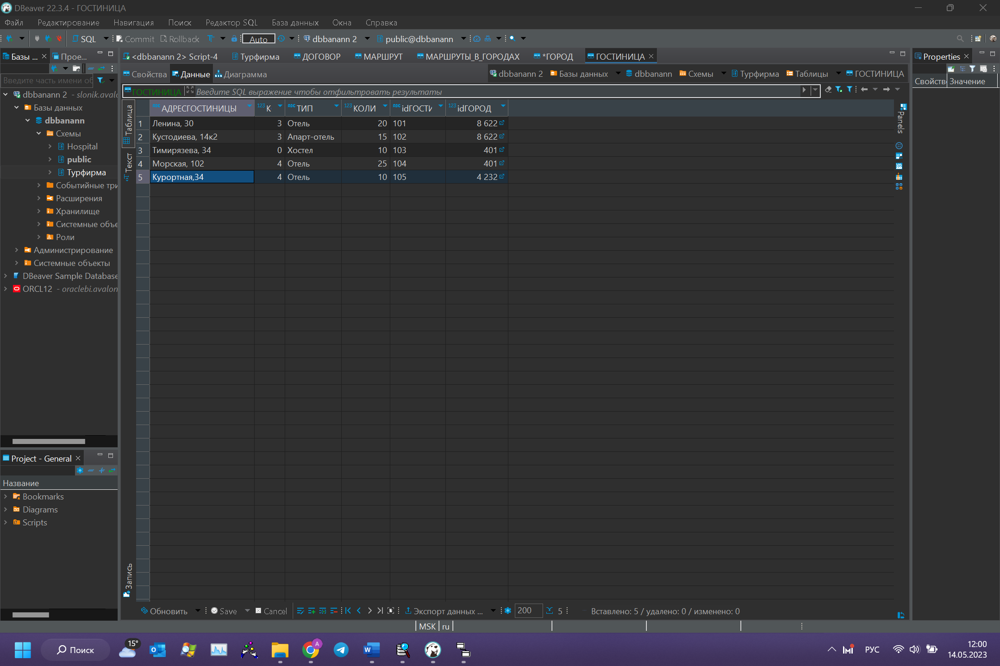 DBeaver 22.3.4 - ГОСТИНИЦА
Файл Редактирование Навигация Поиск Редактор SQL База данных Окна Справка
SQL Commit Rollback Auto dbbanann 2 public@dbbanann
Базы ... Прое...
<dbbanann 2> Script-4 Турфирма ДОГОВОР МАРШРУТ МАРШРУТЫ_В_ГОРОДАХ *ГОРОД ГОСТИНИЦА
Properties
Свойства Данные Диаграмма
dbbanann 2 Базы данных dbbanann Схемы Турфирма Таблицы ГОСТИНИЦА
Введите часть имени об
ГОСТИНИЦА Введите SQL выражение чтобы отфильтровать результаты
Свойств Значение
dbbanann 2 - slonik.avalo
Базы данных
dbbanann
Схемы
Hospital
public
Турфирма
Событийные три
Расширения
Хранилище
Системные объе
Роли
Администрирование
Системные объекты
DBeaver Sample Database
ORCL12 - oraclebi.avalon
Таблица
Текст
Запись
Panels
ABC АДРЕСГОСТИНИЦЫ 123 К ABC ТИП 123 КОЛИ ABC idГОСТИ 123 idГОРОД
1 Ленина, 30 3 Отель 20 101 8 622
2 Кустодиева, 14к2 3 Апарт-отель 15 102 8 622
3 Тимирязева, 34 0 Хостел 10 103 401
4 Морская, 102 4 Отель 25 104 401
5 Курортная,34 4 Отель 10 105 4 232
Project - General
Название
Bookmarks
Diagrams
Scripts
Обновить Save Cancel Экспорт данных ... 200 5 Вставлено: 5 / удалено: 0 / изменено: 0
MSK ru
15° Поиск РУС 12:00
14.05.2023